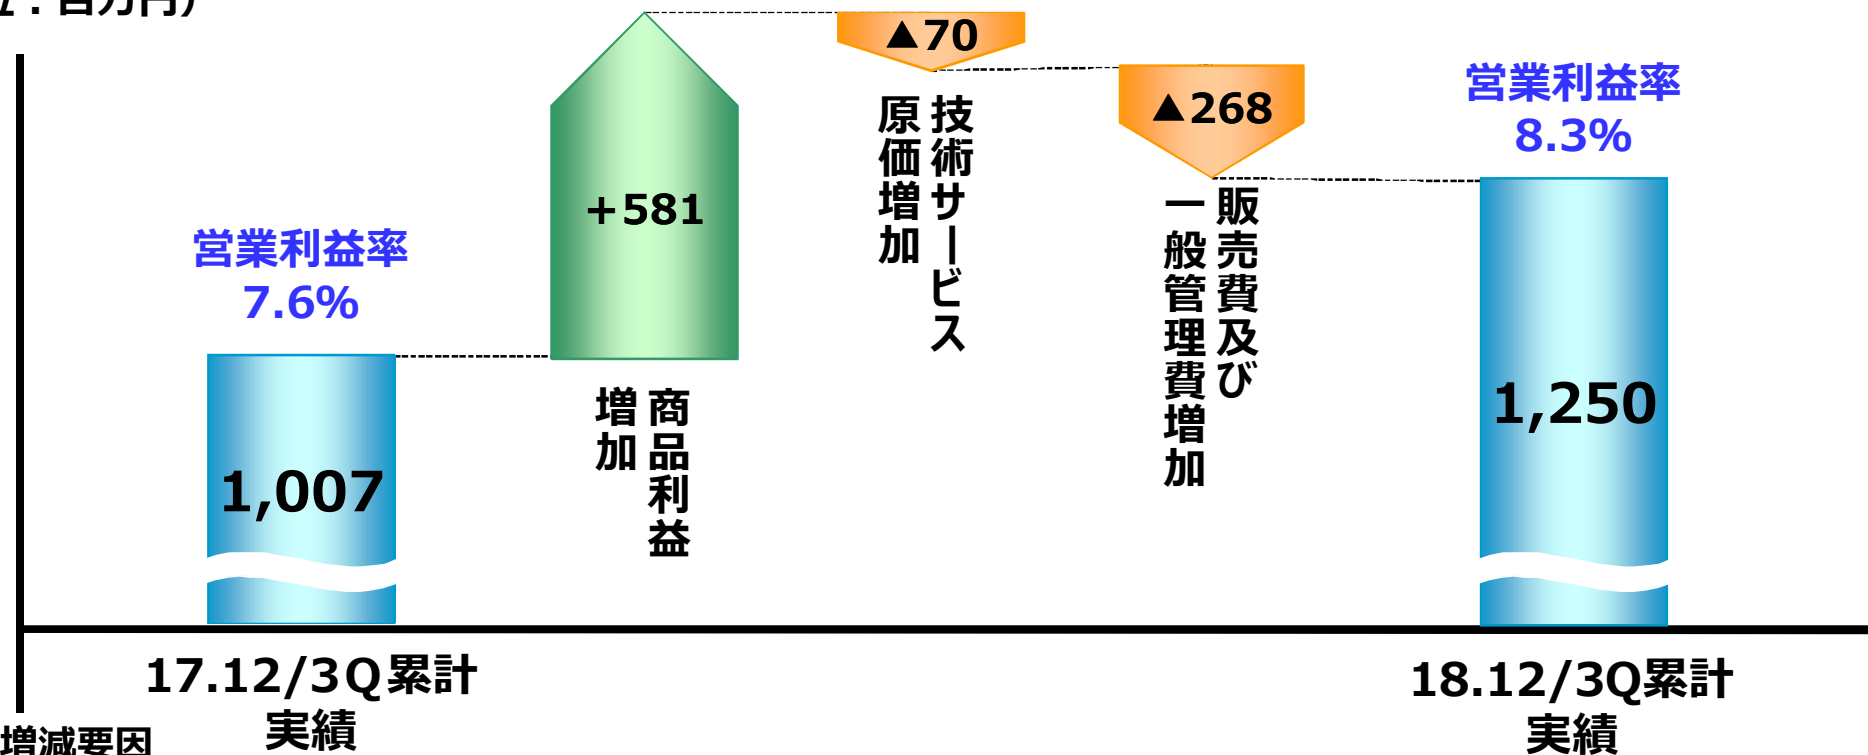 ：百万円）
営業利益率
7.6%
1,007
17.12/3Q累計
実績
+581
商品利益
増加
▲70
技術サービス
原価増加
▲268
販売費及び
一般管理費増加
営業利益率
8.3%
1,250
18.12/3Q累計
実績
増減要因